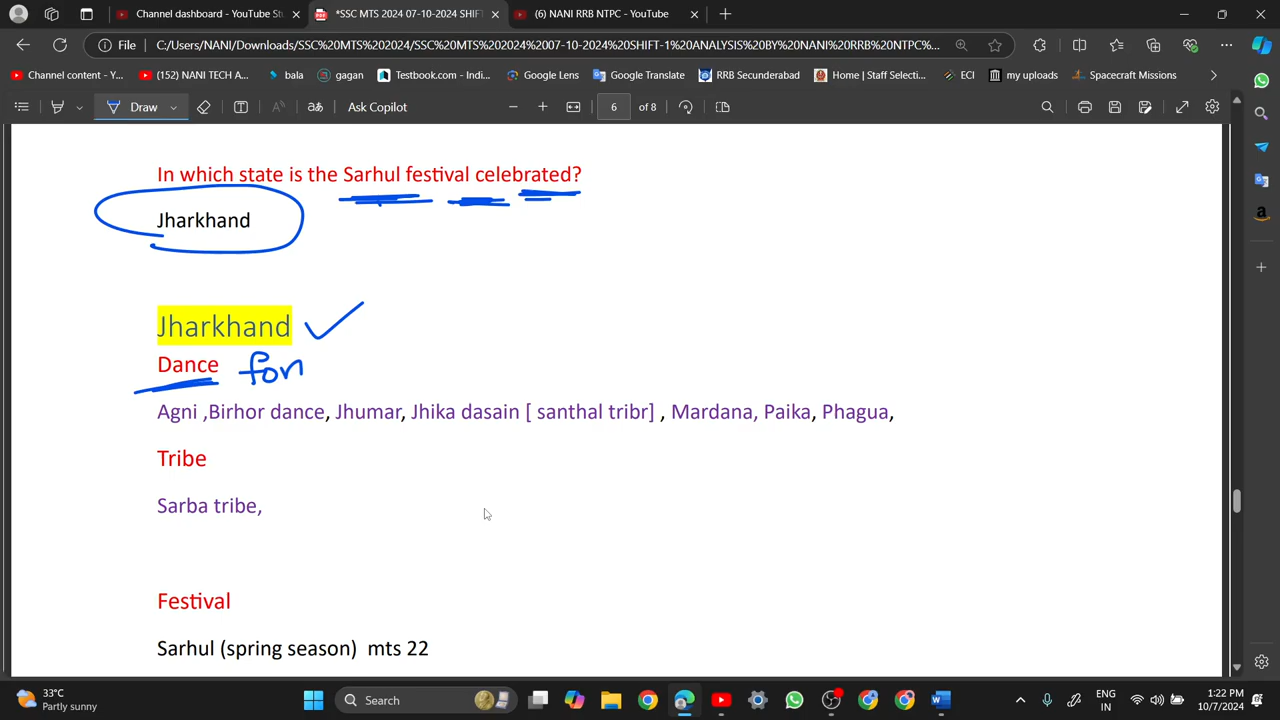 Channel dashboard - YouTube St
*SSC MTS 2024 07-10-2024 SHIFT
(6) NANI RRB NTPC - YouTube
File
C:/Users/NANI/Downloads/SSC%20MTS%202024/SSC%20MTS%202024%2007-10-2024%20SHIFT-1%20ANALYSIS%20BY%20NANI%20RRB%20NTPC%...
Channel content - Y...
(152) NANI TECH A...
bala
gagan
Testbook.com - Indi...
Google Lens
Google Translate
RRB Secunderabad
Home | Staff Selecti...
ECI
my uploads
Spacecraft Missions
Draw
Ask Copilot
6
of 8
In which state is the Sarhul festival celebrated?
Jharkhand
Jharkhand
Dance
fon
Agni ,Birhor dance, Jhumar, Jhika dasain [ santhal tribr] , Mardana, Paika, Phagua,
Tribe
Sarba tribe,
Festival
Sarhul (spring season)  mts 22
33°C
Partly sunny
Search
ENG
IN
1:22 PM
10/7/2024